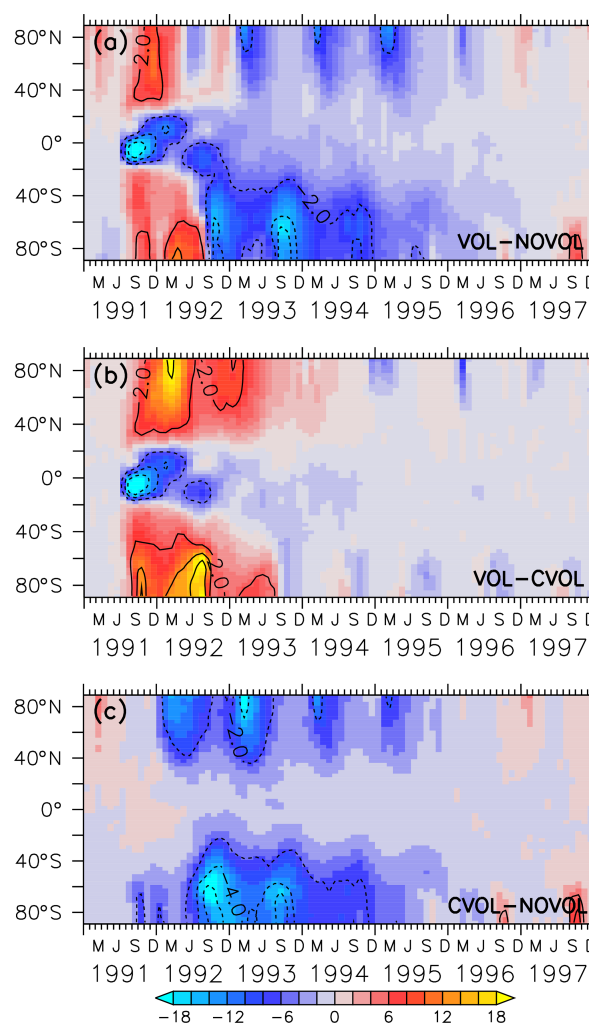 (a)
80°N
40°N
0°
40°S
80°S
2.0
-2.0
VOL-NOVOL
M J S D M J S D M J S D M J S D M J S D M J S D M J S D
1991 1992 1993 1994 1995 1996 1997
(b)
80°N
40°N
0°
40°S
80°S
2.0
2.0
2.0
VOL-CVOL
M J S D M J S D M J S D M J S D M J S D M J S D M J S D
1991 1992 1993 1994 1995 1996 1997
(c)
80°N
40°N
0°
40°S
80°S
-2.0
-4.0
CVOL-NOVOL
M J S D M J S D M J S D M J S D M J S D M J S D M J S D
1991 1992 1993 1994 1995 1996 1997
-18 -12 -6 0 6 12 18